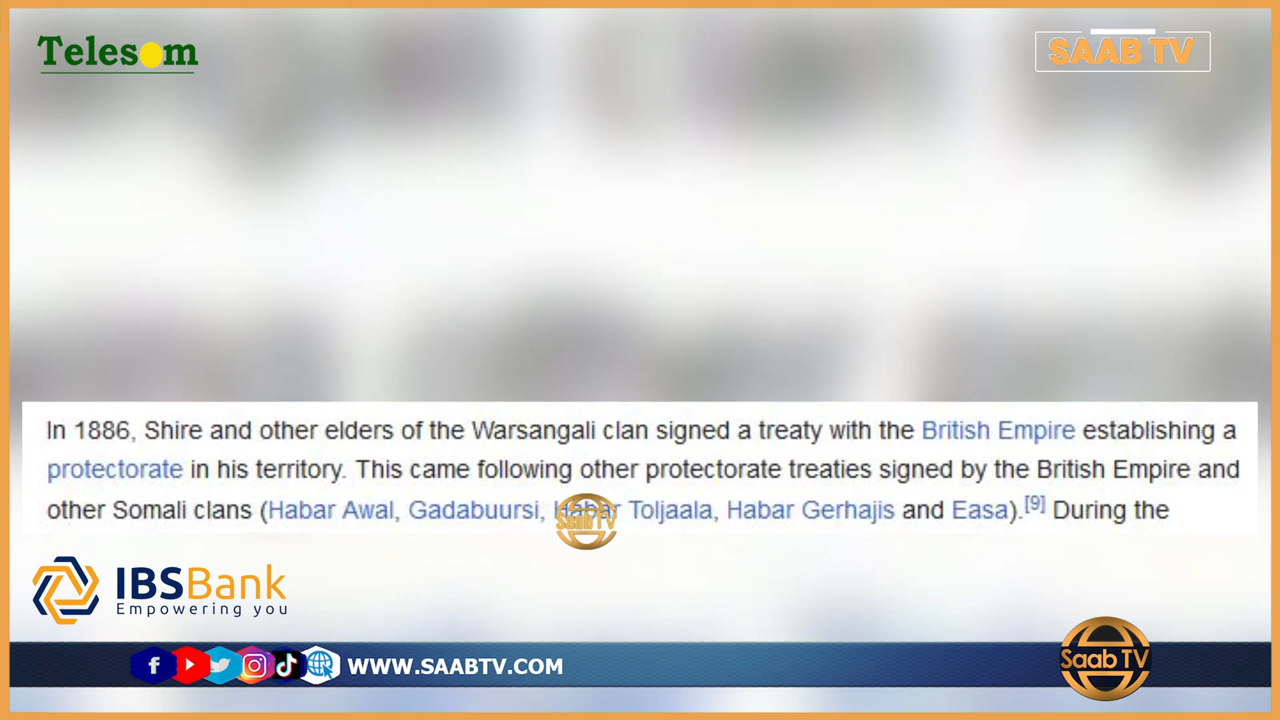 Telesom
SAAB TV
In 1886, Shire and other elders of the Warsangali clan signed a treaty with the British Empire establishing a
protectorate in his territory. This came following other protectorate treaties signed by the British Empire and
other Somali clans (Habar Awal, Gadabuursi, Habar Toljaala, Habar Gerhajis and Easa).[9] During the
Saab TV
IBSBank
Empowering you
WWW.SAABTV.COM
Saab TV